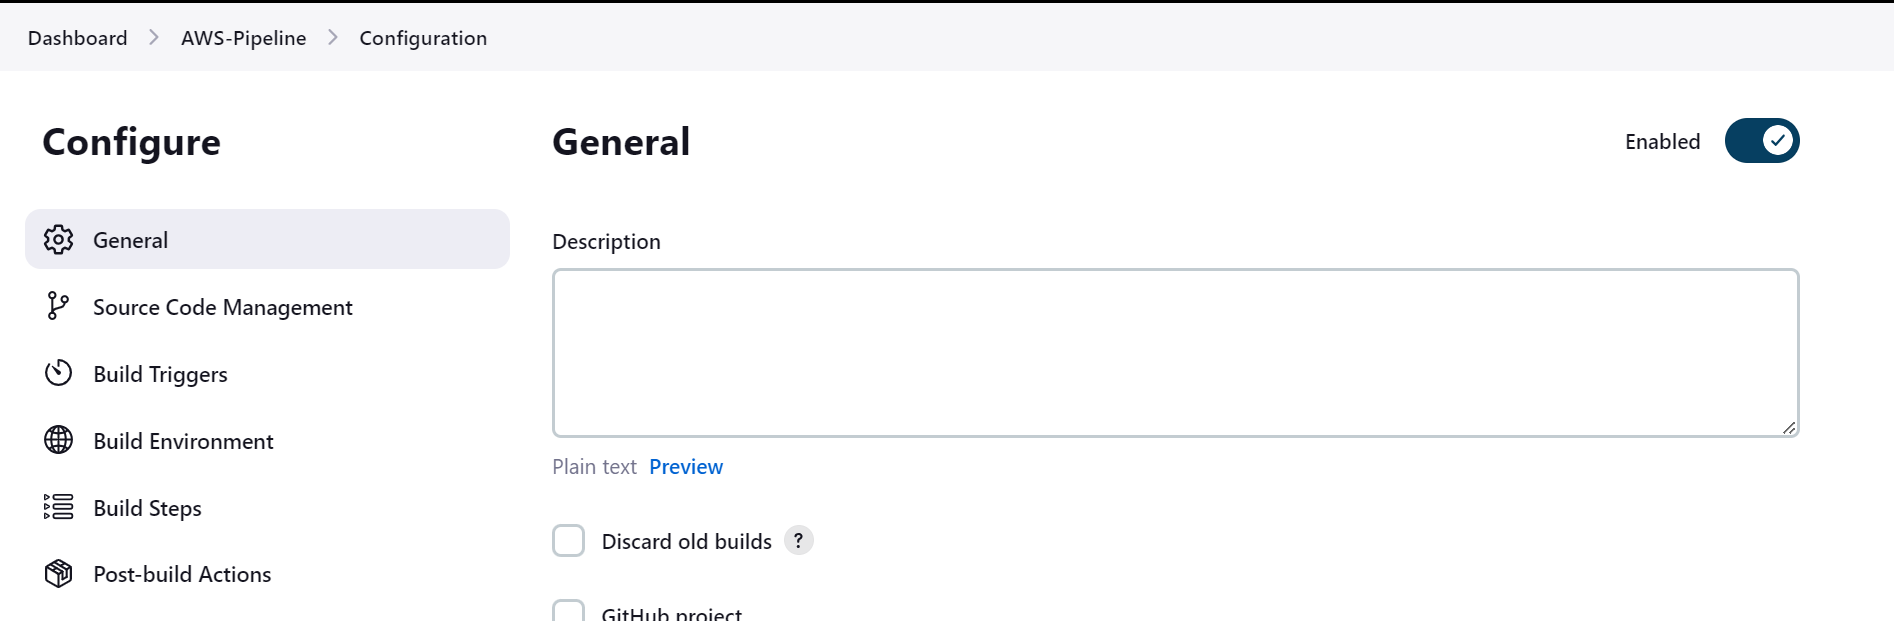 Dashboard > AWS-Pipeline > Configuration
Configure
General
Source Code Management
Build Triggers
Build Environment
Build Steps
Post-build Actions
General
Enabled
Description
Plain text Preview
Discard old builds ?
GitHub project